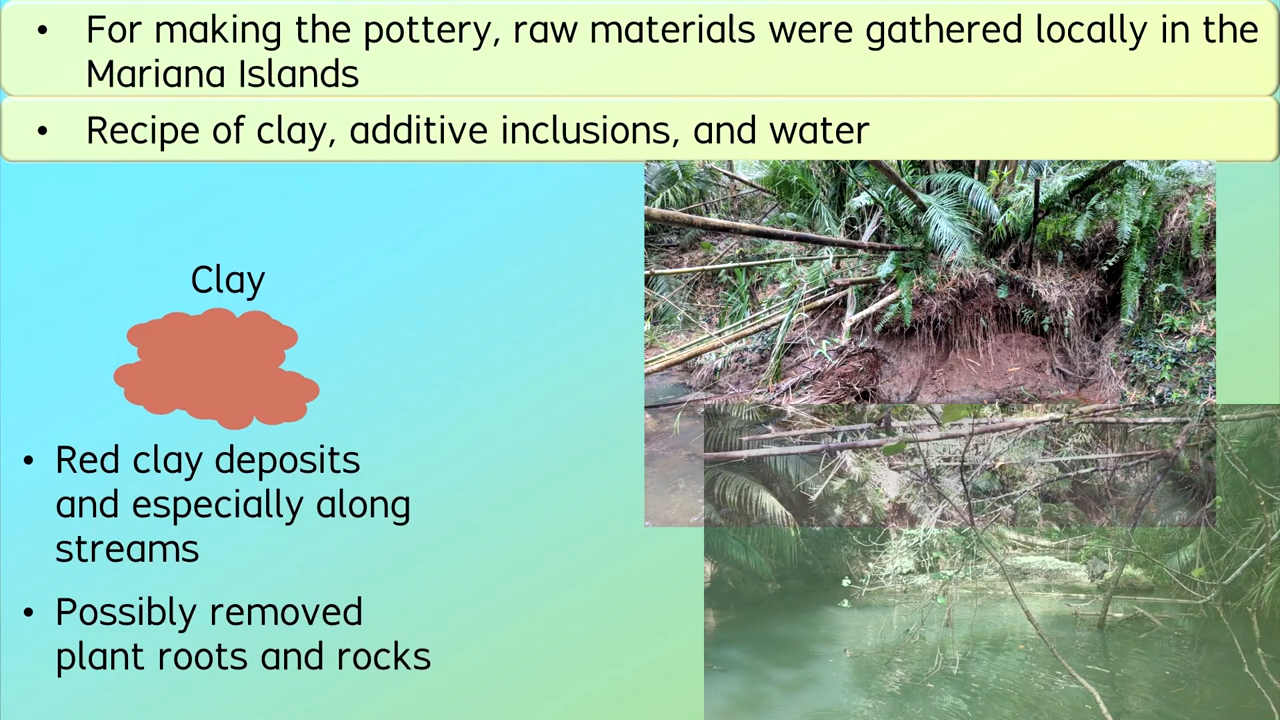 • For making the pottery, raw materials were gathered locally in the
Mariana Islands
• Recipe of clay, additive inclusions, and water
Clay
• Red clay deposits
and especially along
streams
• Possibly removed
plant roots and rocks